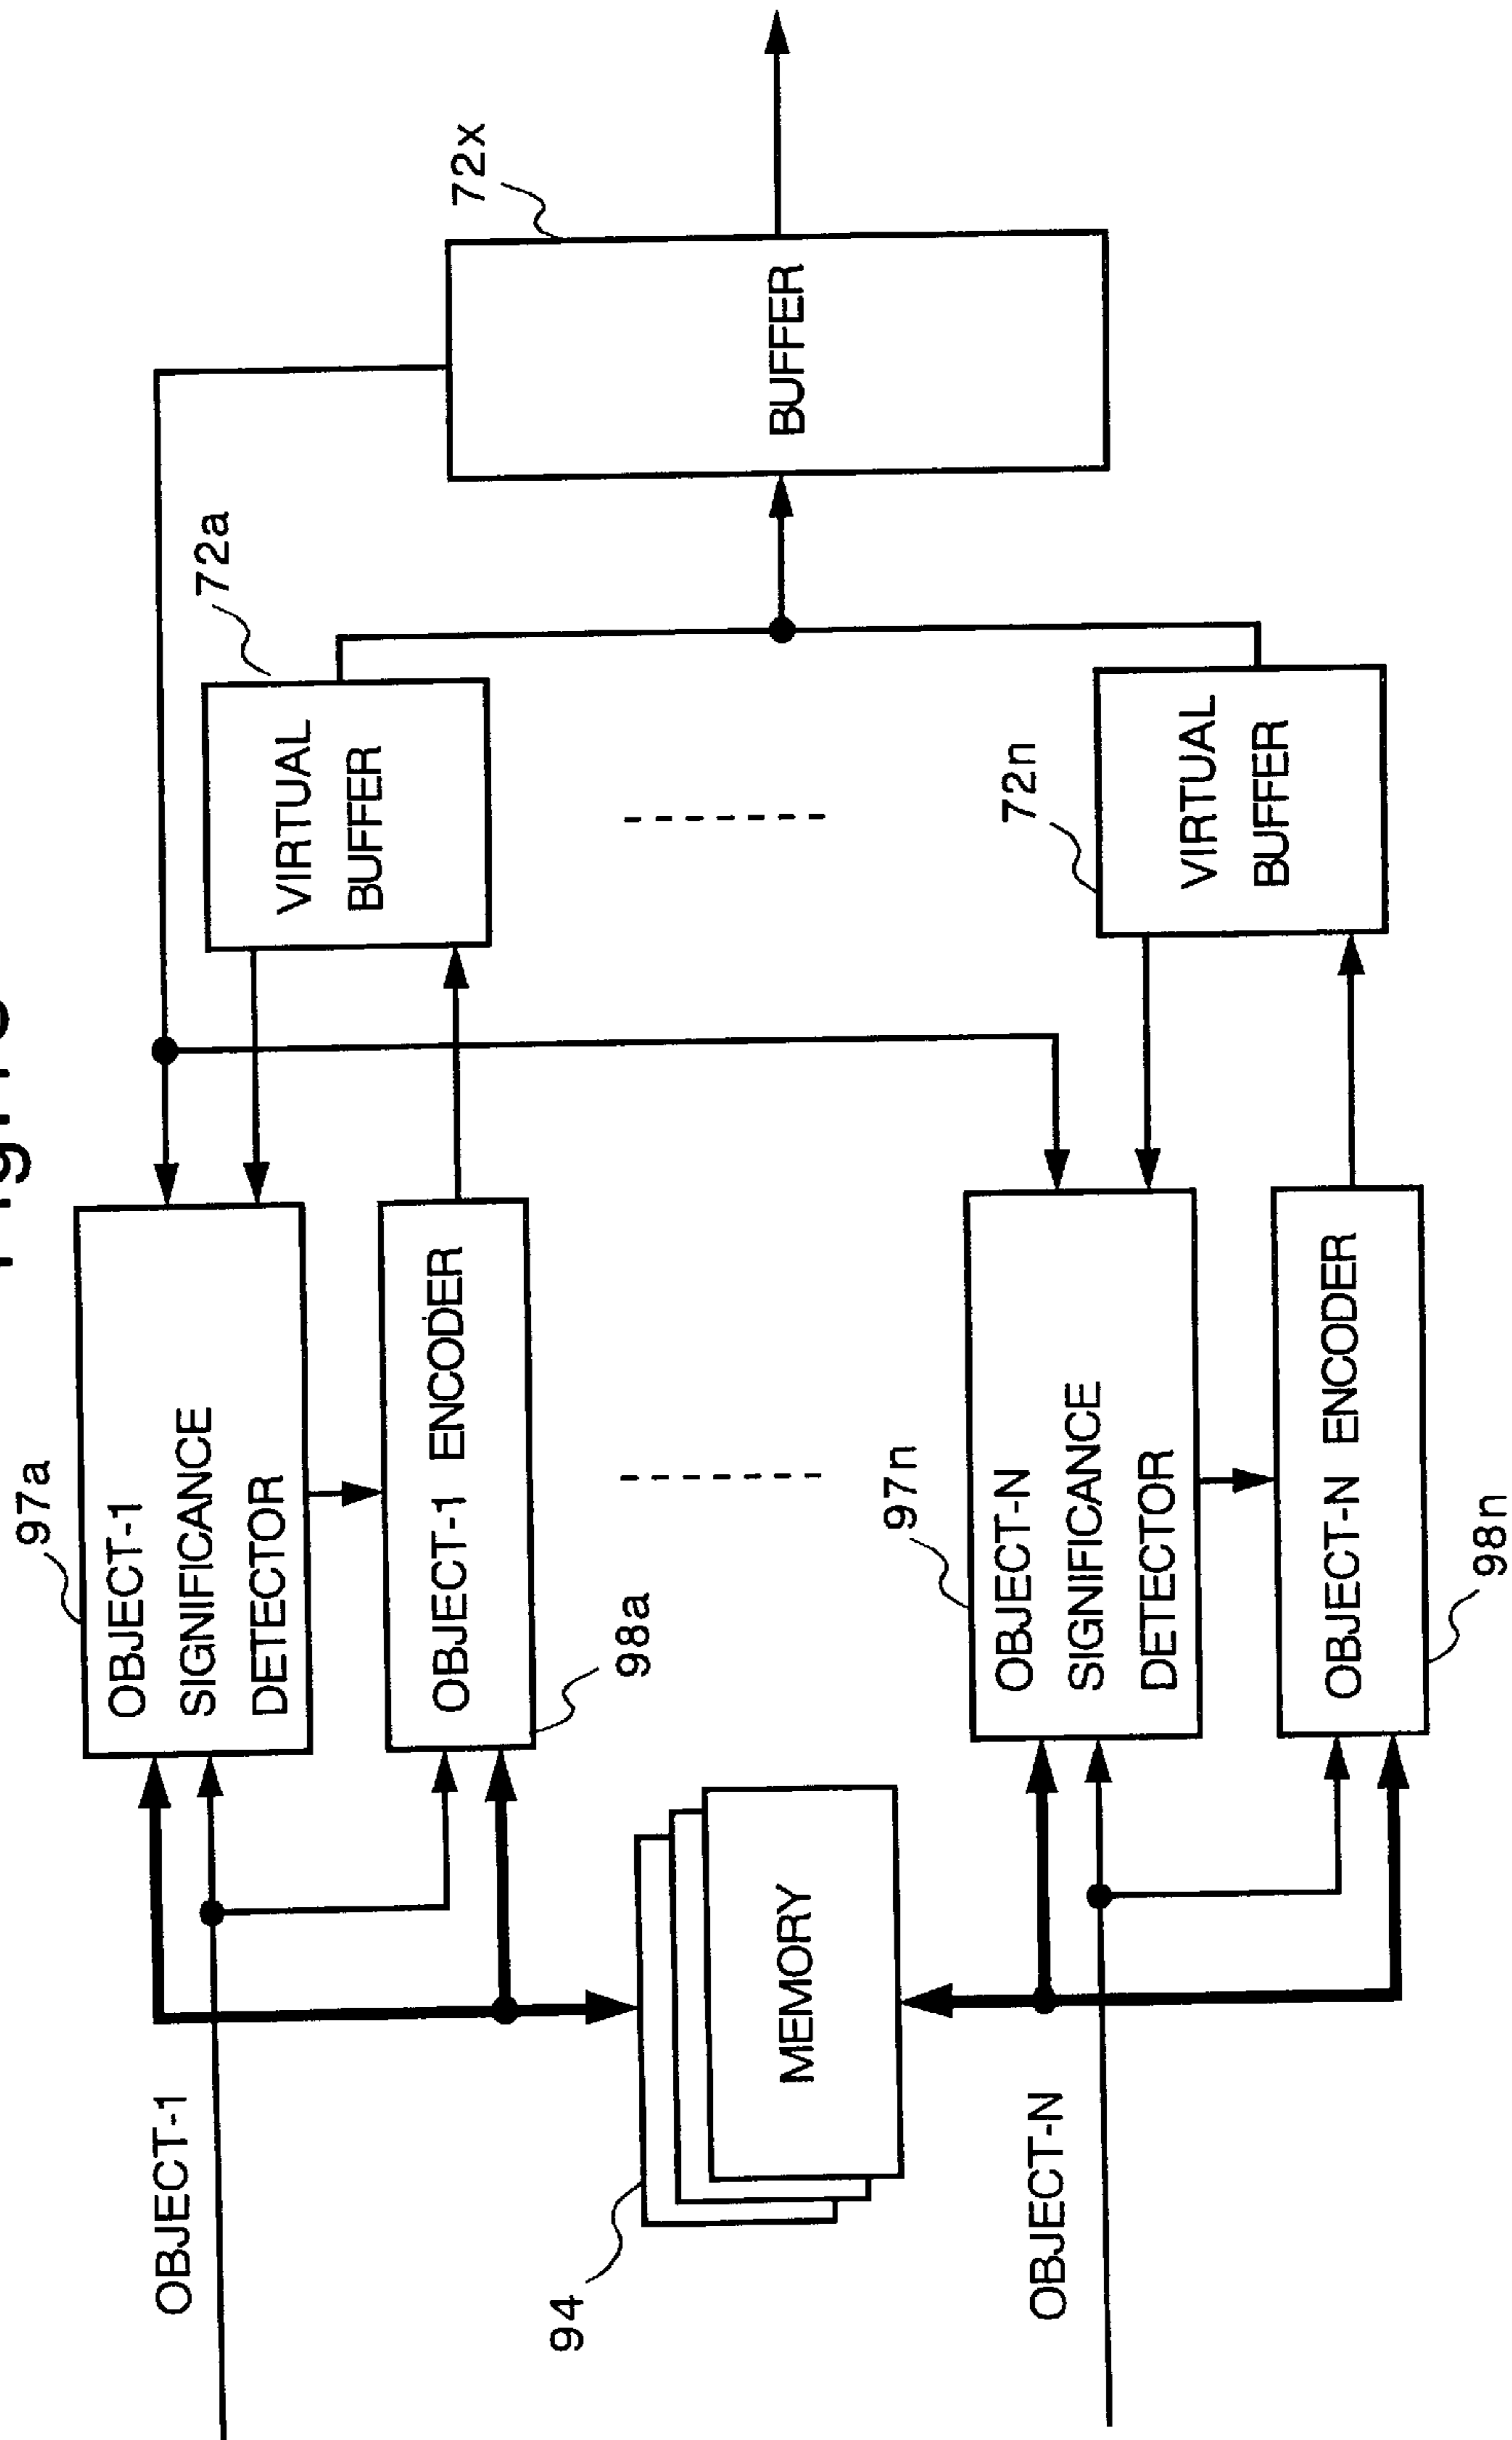 OBJECT-1
97a
OBJECT-1
SIGNIFICANCE
DETECTOR
OBJECT-1 ENCODER
98a
72a
VIRTUAL
BUFFER
72x
BUFFER
94
MEMORY
OBJECT-N
97n
OBJECT-N
SIGNIFICANCE
DETECTOR
OBJECT-N ENCODER
98n
72n
VIRTUAL
BUFFER